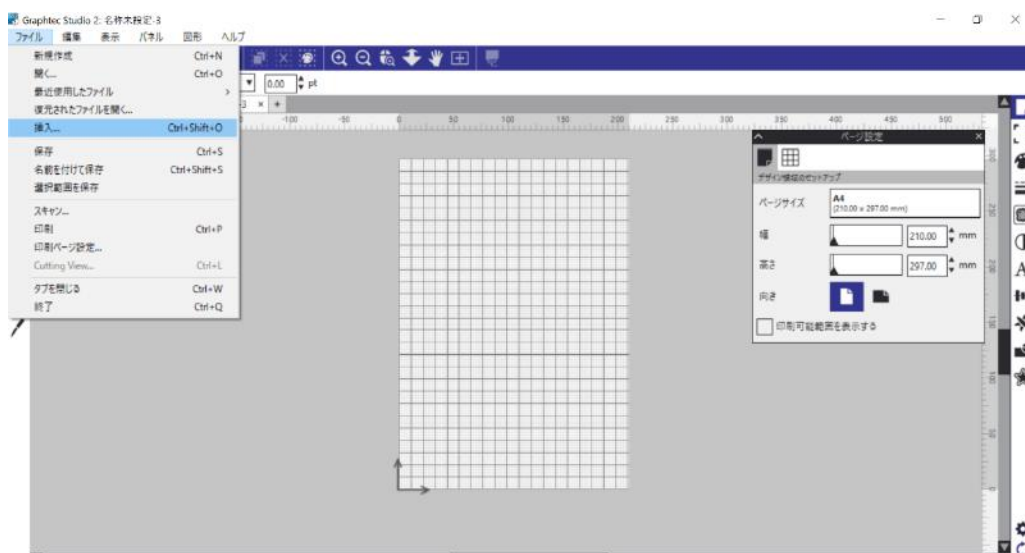 Graphtec Studio 2: 名称未設定-3
ファイル 編集 表示 パネル 図形 ヘルプ
新規作成 Ctrl+N
開く... Ctrl+O
最近使用したファイル >
復元されたファイルを開く...
挿入... Ctrl+Shift+O
保存 Ctrl+S
名前を付けて保存 Ctrl+Shift+S
選択範囲を保存
スキャン...
印刷 Ctrl+P
印刷ページ設定...
Cutting View... Ctrl+L
タブを閉じる Ctrl+W
終了 Ctrl+Q
0.00 pt
-3 × +
-100 -50 0 50 100 150 200 250 300 350 400 450 500
ページ設定
デザイン領域のセットアップ
ページサイズ A4
(210.00 x 297.00 mm)
幅 210.00 mm
高さ 297.00 mm
向き
印刷可能範囲を表示する
300
250
200
150
100
50
0